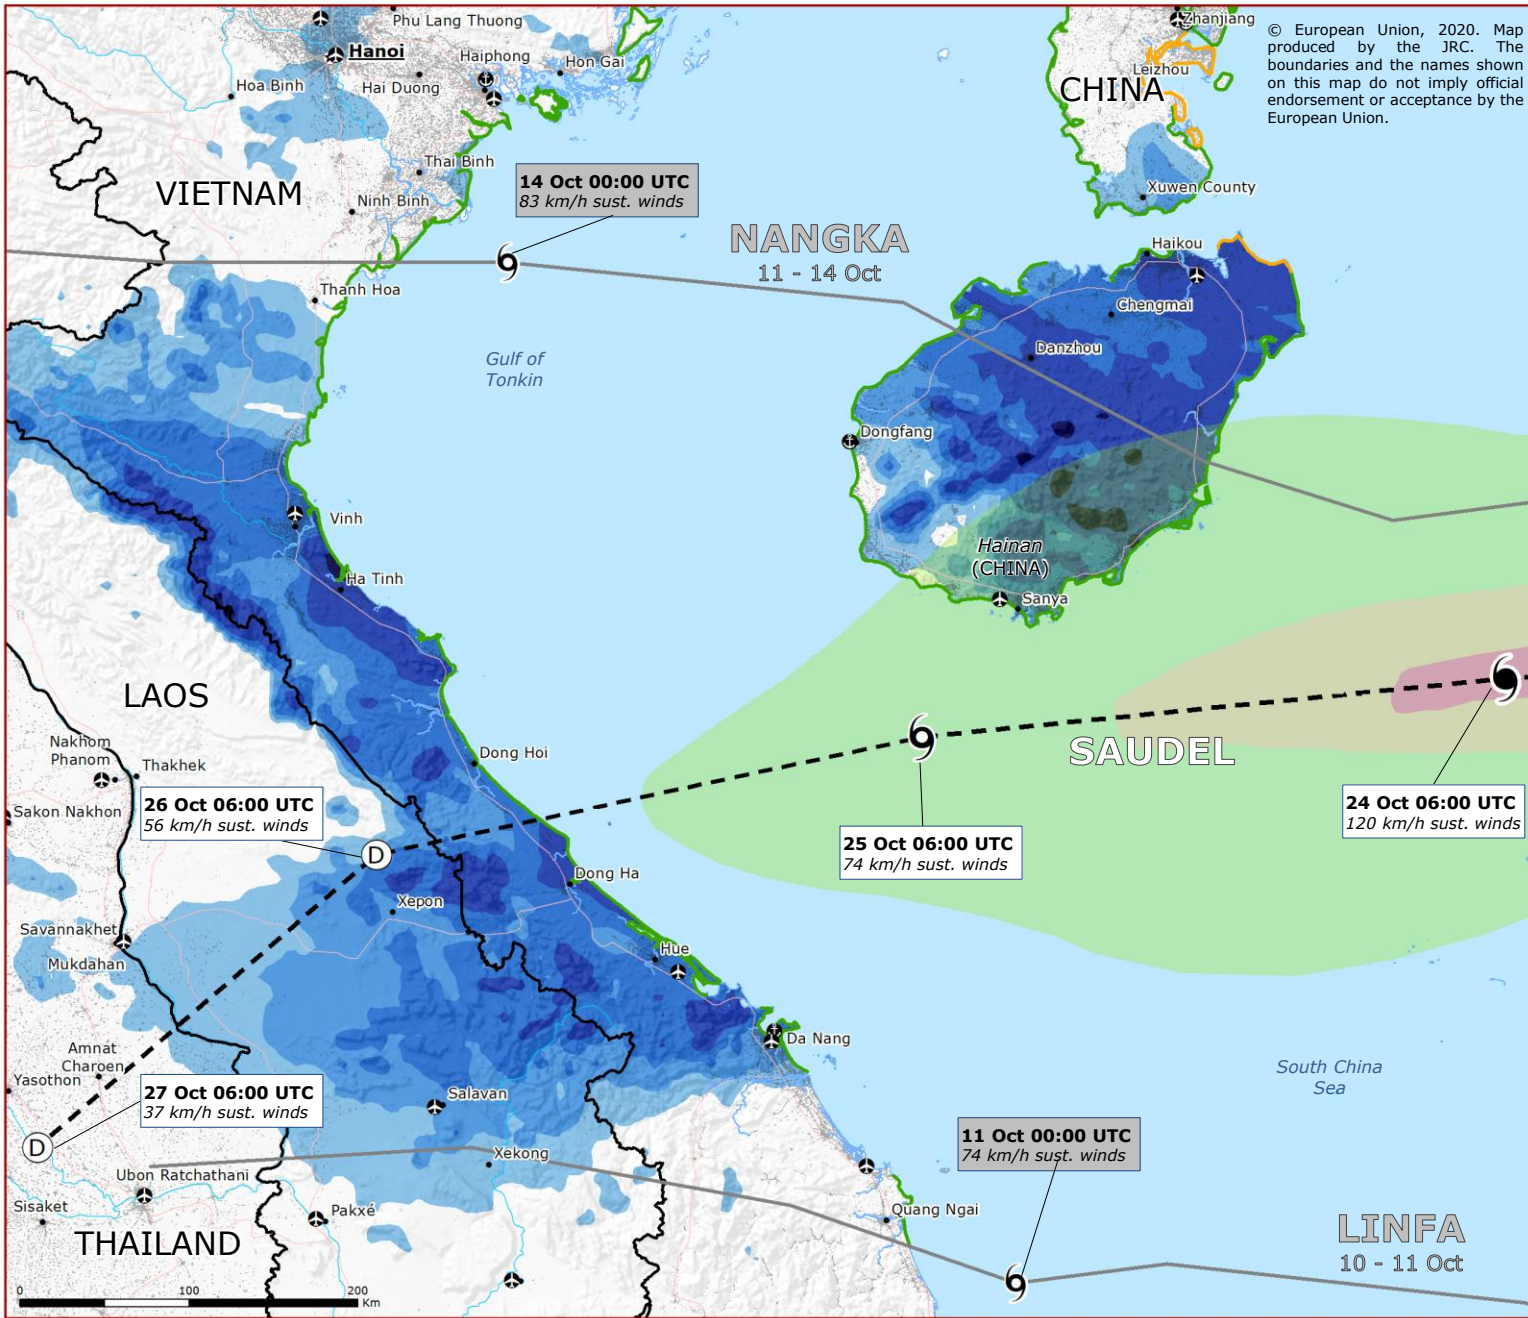 Phu Lang Thuong
Hanoi
Haiphong
Hon Gai
Hoa Binh
Hai Duong
Zhanjiang
Leizhou
CHINA
© European Union, 2020. Map
produced by the JRC. The
boundaries and the names shown
on this map do not imply official
endorsement or acceptance by the
European Union.
Thai Binh
VIETNAM
Ninh Binh
14 Oct 00:00 UTC
83 km/h sust. winds
Xuwen County
NANGKA
11 - 14 Oct
Haikou
Thanh Hoa
Chengmai
Danzhou
Gulf of
Tonkin
Dongfang
Vinh
Hainan
(CHINA)
Ha Tinh
Sanya
LAOS
Nakhom
Phanom
Thakhek
Dong Hoi
SAUDEL
Sakon Nakhon
26 Oct 06:00 UTC
56 km/h sust. winds
24 Oct 06:00 UTC
120 km/h sust. winds
25 Oct 06:00 UTC
74 km/h sust. winds
D
Dong Ha
Xepon
Savannakhet
Mukdahan
Hue
Da Nang
Amnat
Charoen
Yasothon
27 Oct 06:00 UTC
37 km/h sust. winds
Salavan
South China
Sea
D
11 Oct 00:00 UTC
74 km/h sust. winds
Xekong
Ubon Ratchathani
Sisaket
Pakxé
Quang Ngai
THAILAND
LINFA
10 - 11 Oct
0 100 200
Km